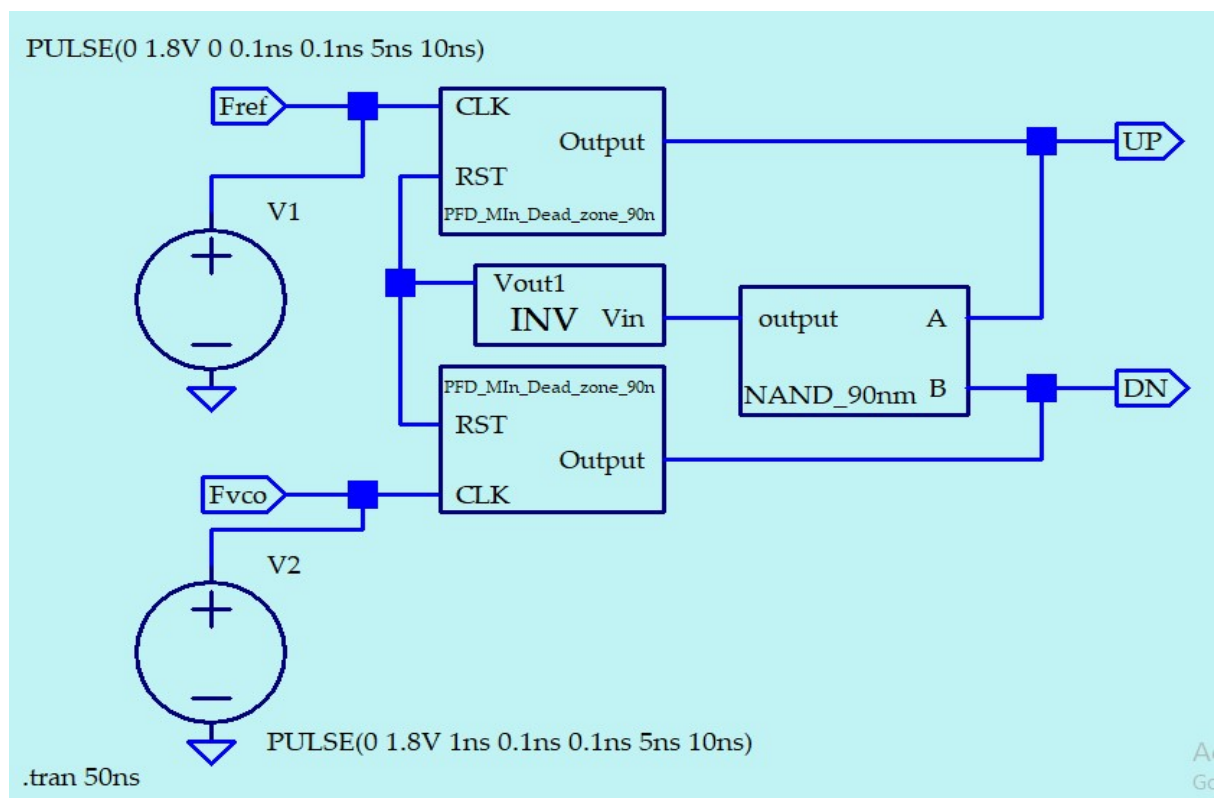 PULSE(0 1.8V 0 0.1ns 0.1ns 5ns 10ns)
Fref
CLK
Output
UP
RST
V1
PFD_MIn_Dead_zone_90n
Vout1
INV
Vin
output
A
PFD_MIn_Dead_zone_90n
NAND_90nm
B
DN
RST
Output
Fvco
CLK
V2
PULSE(0 1.8V 1ns 0.1ns 0.1ns 5ns 10ns)
.tran 50ns